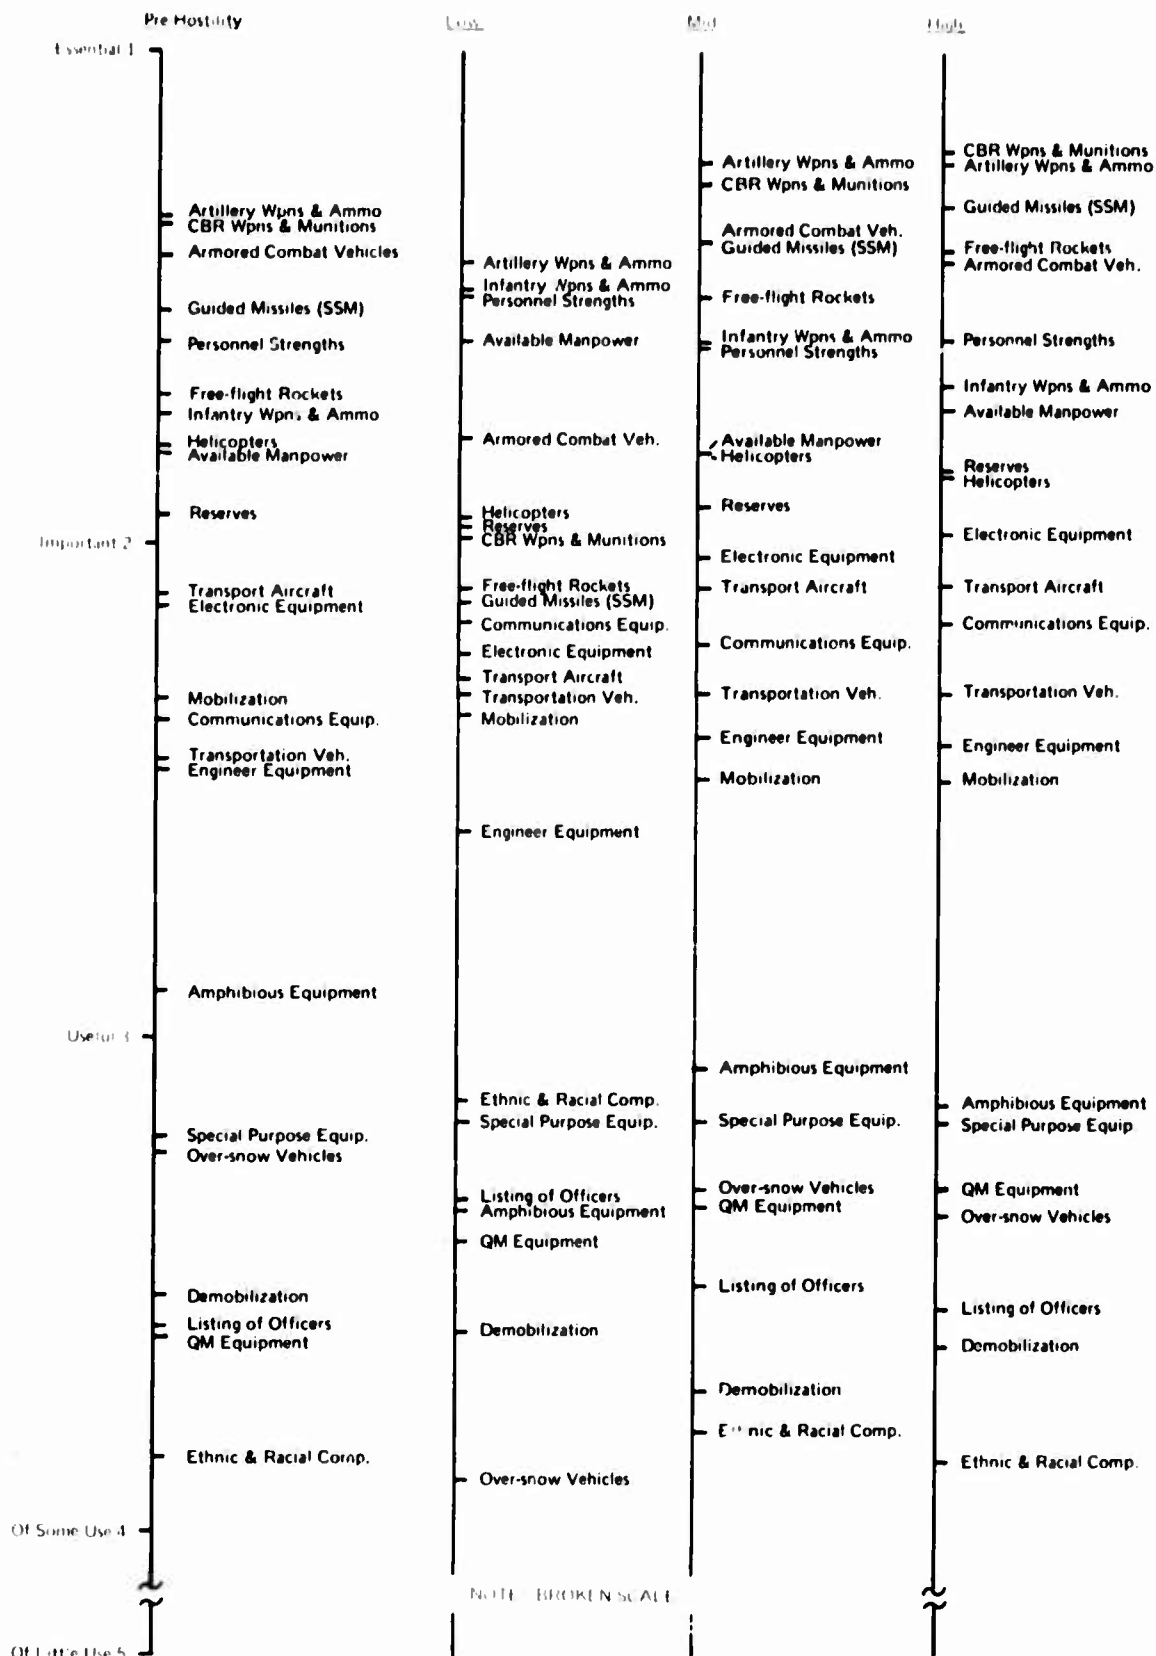 Pre Hostility
Essential 1
Artillery Wpns & Ammo
CBR Wpns & Munitions
Armored Combat Vehicles
Guided Missiles (SSM)
Personnel Strengths
Free-flight Rockets
Infantry Wpns & Ammo
Helicopters
Available Manpower
Reserves
Important 2
Transport Aircraft
Electronic Equipment
Mobilization
Communications Equip.
Transportation Veh.
Engineer Equipment
Amphibious Equipment
Useful 3
Special Purpose Equip.
Over-snow Vehicles
Demobilization
Listing of Officers
QM Equipment
Ethnic & Racial Comp.
Of Some Use 4
Of Little Use 5
Artillery Wpns & Ammo
Infantry Wpns & Ammo
Personnel Strengths
Available Manpower
Armored Combat Veh.
Helicopters
Reserves
CBR Wpns & Munitions
Free-flight Rockets
Guided Missiles (SSM)
Communications Equip.
Electronic Equipment
Transport Aircraft
Transportation Veh.
Mobilization
Engineer Equipment
Ethnic & Racial Comp.
Special Purpose Equip.
Listing of Officers
Amphibious Equipment
QM Equipment
Demobilization
Over-snow Vehicles
NOTE: BROKEN SCALE
Mid
Artillery Wpns & Ammo
CBR Wpns & Munitions
Armored Combat Veh.
Guided Missiles (SSM)
Free-flight Rockets
Infantry Wpns & Ammo
Personnel Strengths
Available Manpower
Helicopters
Reserves
Electronic Equipment
Transport Aircraft
Communications Equip.
Transportation Veh.
Engineer Equipment
Mobilization
Amphibious Equipment
Special Purpose Equip.
Over-snow Vehicles
QM Equipment
Listing of Officers
Demobilization
Ethnic & Racial Comp.
High
CBR Wpns & Munitions
Artillery Wpns & Ammo
Guided Missiles (SSM)
Free-flight Rockets
Armored Combat Veh.
Personnel Strengths
Infantry Wpns & Ammo
Available Manpower
Reserves
Helicopters
Electronic Equipment
Transport Aircraft
Communications Equip.
Transportation Veh.
Engineer Equipment
Mobilization
Amphibious Equipment
Special Purpose Equip
QM Equipment
Over-snow Vehicles
Listing of Officers
Demobilization
Ethnic & Racial Comp.